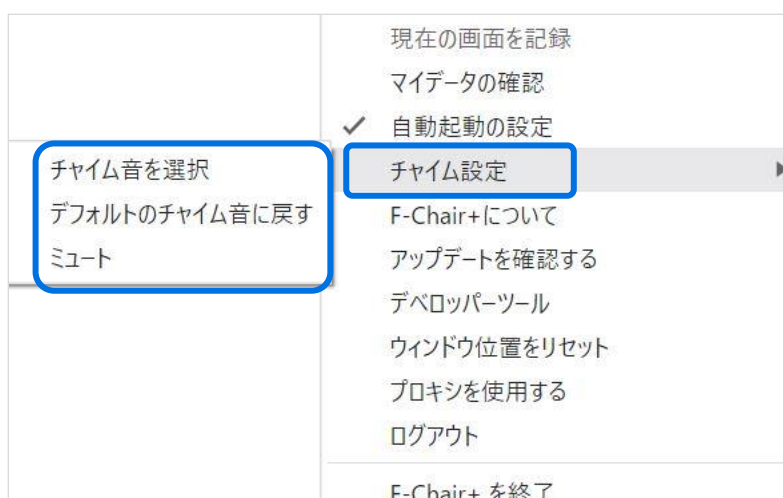 現在の画面を記録
マイデータの確認
自動起動の設定
チャイム設定
チャイム音を選択
デフォルトのチャイム音に戻す
ミュート
F-Chair+について
アップデートを確認する
デベロッパーツール
ウィンドウ位置をリセット
プロキシを使用する
ログアウト
F-Chair+ を終了